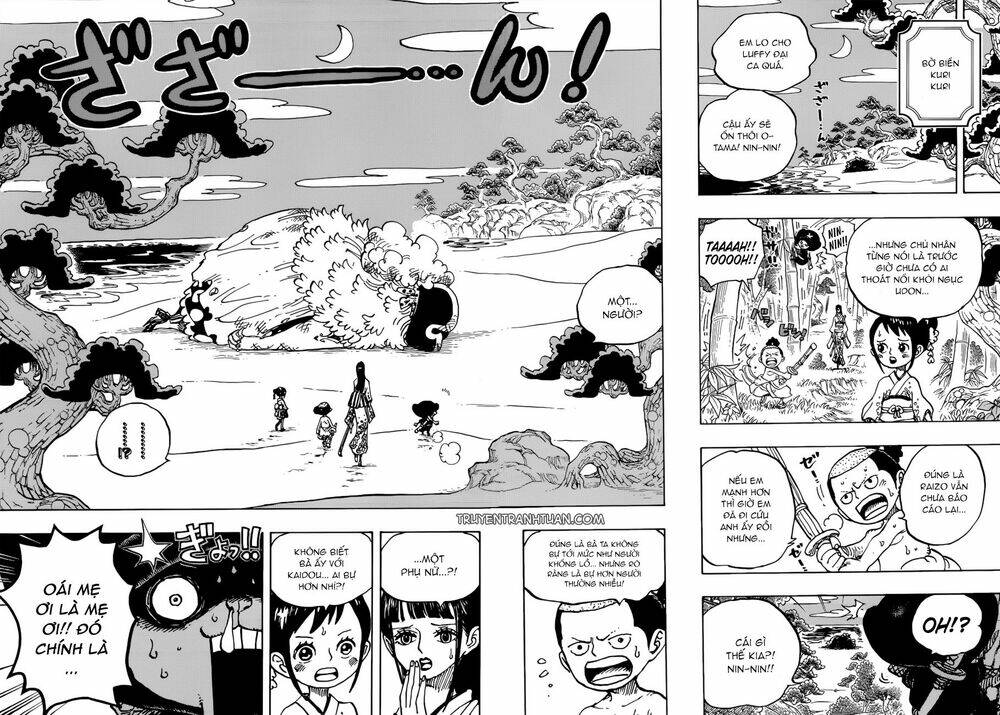 BỜ BIỂN
KURI
KURI
EM LO CHO
LUFFY ĐẠI
CA QUÁ.
CẬU ẤY SẼ
ỔN THÔI O-
TAMA! NIN-NIN!
...NHƯNG CHỦ NHÂN
TỪNG NÓI LÀ TRƯỚC
GIỜ CHƯA CÓ AI
THOÁT NỔI KHỎI NGỤC
UDON...
NIN-
NIN!!
TAAAAH!!
TOOOOH!!
ĐÚNG LÀ
RAIZO VẪN
CHƯA BÁO
CÁO LẠI...
NẾU EM
MẠNH HƠN
THÌ GIỜ EM
ĐÃ ĐI CỨU
ANH ẤY RỒI
NHƯNG...
OH!?
CÁI GÌ
THẾ KIA?!
NIN-NIN!!
ざざーー…ん!
MỘT...
NGƯỜI?
!?
TRUYENTRANHTUAN.COM
ĐÚNG LÀ BÀ TA KHÔNG
BỰ TỚI MỨC NHƯ NGƯỜI
KHỔNG LỒ... NHƯNG RÕ
RÀNG LÀ BỰ HƠN NGƯỜI
THƯỜNG NHIỀU!
...MỘT
PHỤ NỮ...?!
KHÔNG BIẾT
BÀ ẤY VỚI
KAIDOU... AI BỰ
HƠN NHỈ?!
ぎょっ!!
OÁI MẸ
ƠI LÀ MẸ
ƠI!! ĐÓ
CHÍNH LÀ
...